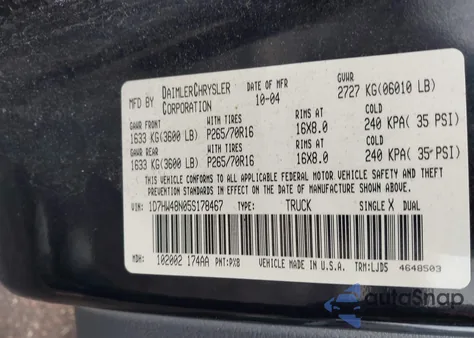 MFD BY DAIMLERCHRYSLER CORPORATION DATE OF MFR 10-04 GVWR 2727 KG(06010 LB)
GAWR FRONT WITH TIRES RIMS AT COLD
1633 KG(3600 LB) P265/70R16 16X8.0 240 KPA( 35 PSI)
GAWR REAR WITH TIRES RIMS AT COLD
1633 KG(3600 LB) P265/70R16 16X8.0 240 KPA( 35 PSI)
THIS VEHICLE CONFORMS TO ALL APPLICABLE FEDERAL MOTOR VEHICLE SAFETY, BUMPER AND THEFT
PREVENTION STANDARDS IN EFFECT ON THE DATE OF MANUFACTURE SHOWN ABOVE.
VIN: 1D7HW48N05S178467 TYPE: TRUCK SINGLE X DUAL
MDH: 102002 174AA PNT:PX8 VEHICLE MADE IN U.S.A. TRM:LJD5 4648503
autoSnap